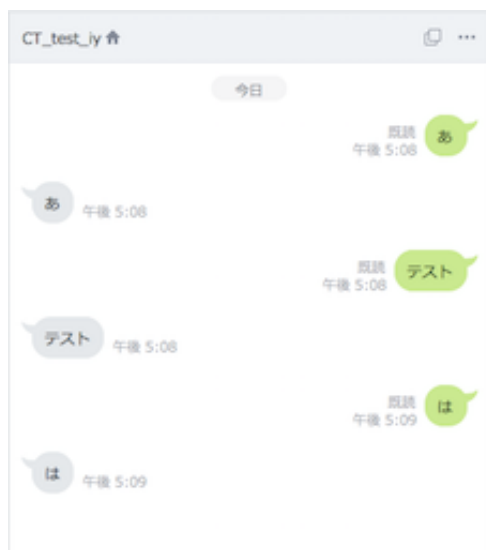 CT_test_iy
今日
既読
午後 5:08
あ
あ
午後 5:08
既読
午後 5:08
テスト
テスト
午後 5:08
既読
午後 5:09
は
は
午後 5:09